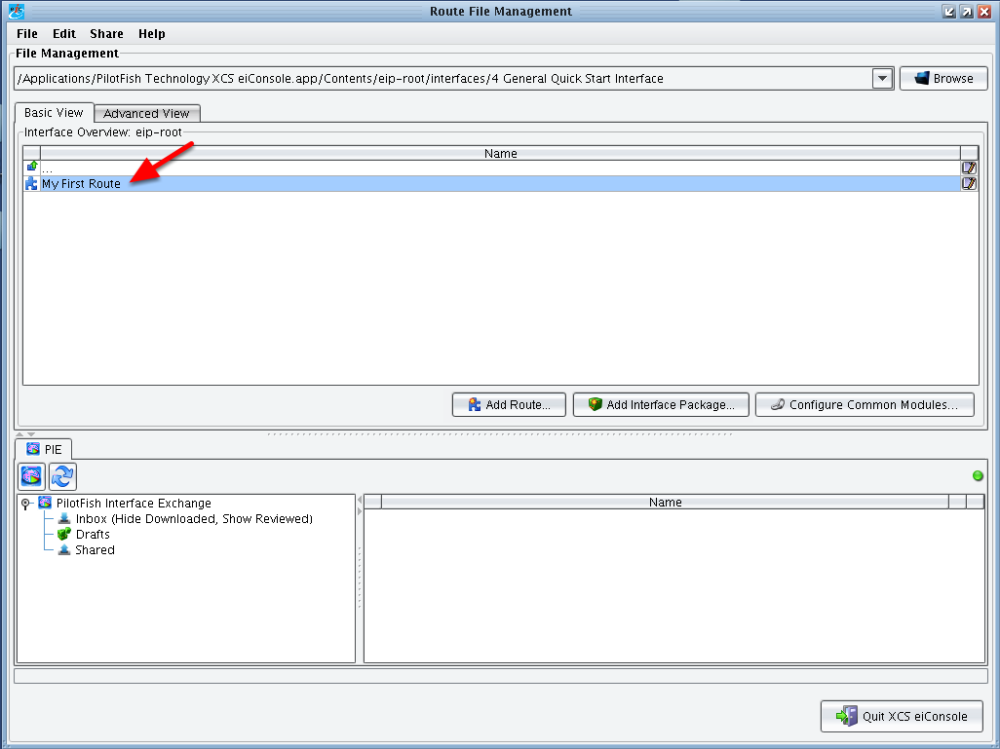 Route File Management
File Edit Share Help
File Management
/Applications/PilotFish Technology XCS eiConsole.app/Contents/eip-root/interfaces/4 General Quick Start Interface
Browse
Basic View Advanced View
Interface Overview: eip-root
Name
...
My First Route
Add Route... Add Interface Package... Configure Common Modules...
PIE
PilotFish Interface Exchange
Name
Inbox (Hide Downloaded, Show Reviewed)
Drafts
Shared
Quit XCS eiConsole